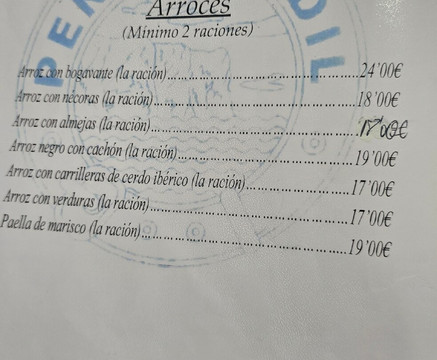 Arroces
(Mínimo 2 raciones)
Arroz con bogavante (la ración)...........................24'00€
Arroz con nécoras (la ración)...........................18'00€
Arroz con almejas (la ración)...........................
Arroz negro con cachón (la ración)...........................19'00€
Arroz con carrilleras de cerdo ibérico (la ración)...........................17'00€
Arroz con verduras (la ración)...........................17'00€
Paella de marisco (la ración)...........................19'00€